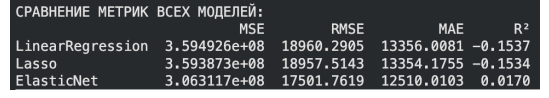 СРАВНЕНИЕ МЕТРИК ВСЕХ МОДЕЛЕЙ:
MSE RMSE MAE R²
LinearRegression 3.594926e+08 18960.2905 13356.0081 -0.1537
Lasso 3.593873e+08 18957.5143 13354.1755 -0.1534
ElasticNet 3.063117e+08 17501.7619 12510.0103 0.0170